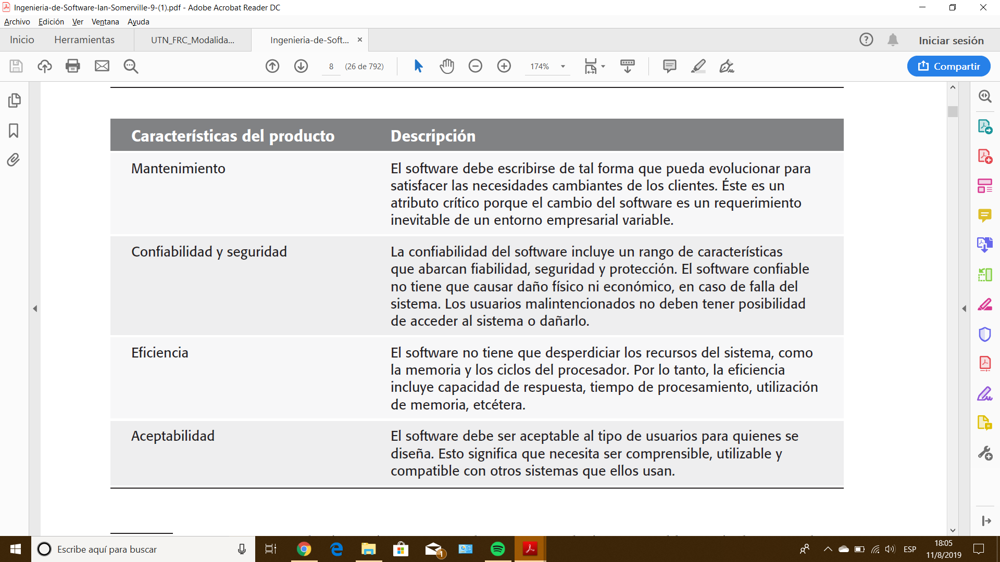 Ingenieria-de-Software-Ian-Somerville-9-(1).pdf - Adobe Acrobat Reader DC
Archivo Edición Ver Ventana Ayuda
Inicio Herramientas UTN_FRC_Modalida... Ingenieria-de-Soft... Iniciar sesión
8 (26 de 792) 174% Compartir
Características del producto Descripción
Mantenimiento El software debe escribirse de tal forma que pueda evolucionar para
satisfacer las necesidades cambiantes de los clientes. Éste es un
atributo crítico porque el cambio del software es un requerimiento
inevitable de un entorno empresarial variable.
Confiabilidad y seguridad La confiabilidad del software incluye un rango de características
que abarcan fiabilidad, seguridad y protección. El software confiable
no tiene que causar daño físico ni económico, en caso de falla del
sistema. Los usuarios malintencionados no deben tener posibilidad
de acceder al sistema o dañarlo.
Eficiencia El software no tiene que desperdiciar los recursos del sistema, como
la memoria y los ciclos del procesador. Por lo tanto, la eficiencia
incluye capacidad de respuesta, tiempo de procesamiento, utilización
de memoria, etcétera.
Aceptabilidad El software debe ser aceptable al tipo de usuarios para quienes se
diseña. Esto significa que necesita ser comprensible, utilizable y
compatible con otros sistemas que ellos usan.
Escribe aquí para buscar 1 ESP 18:05
11/8/2019